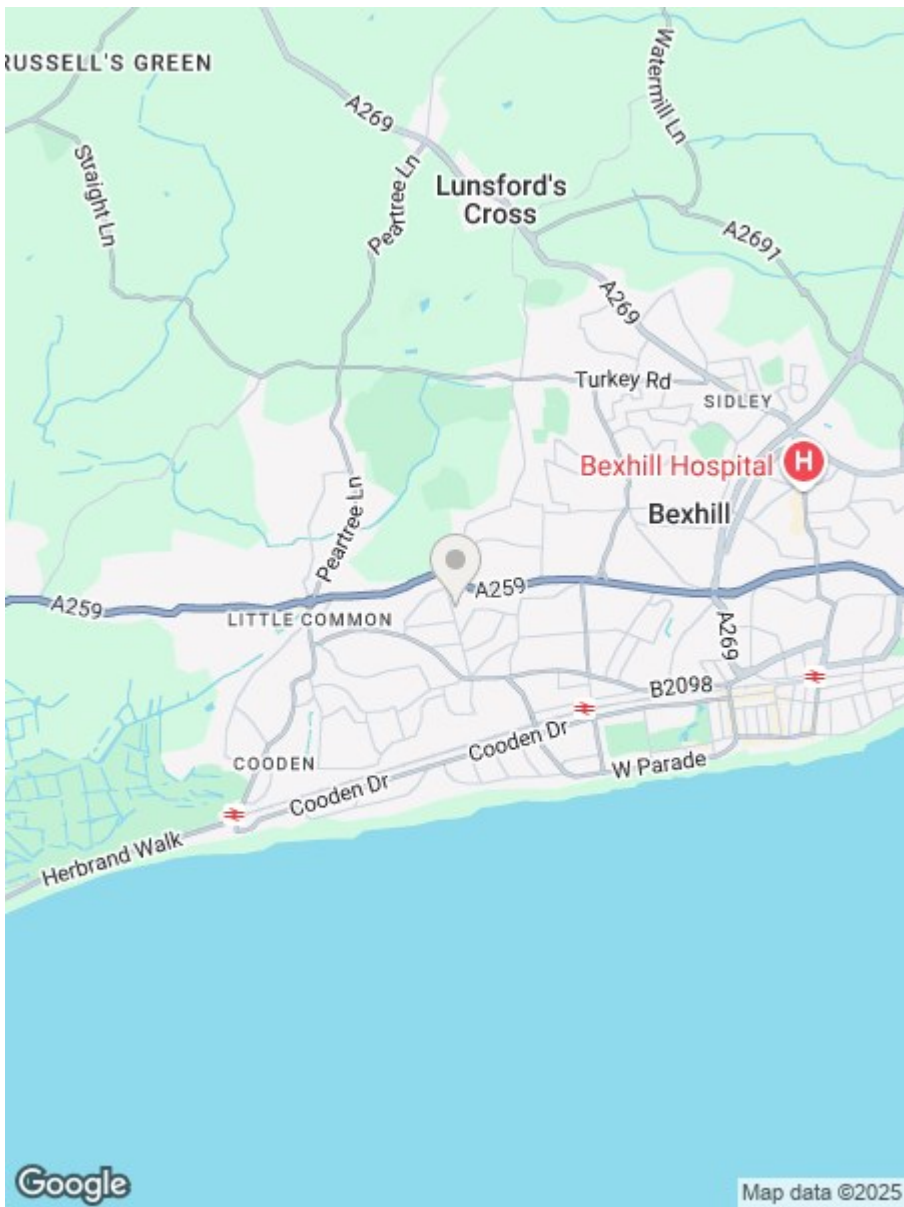 RUSSELL'S GREEN
A269
Watermill Ln
Straight Ln
Peartree Ln
Lunsford's
Cross
A2691
A269
Turkey Rd
SIDLEY
Bexhill Hospital
H
Bexhill
Peartree Ln
A259
A259
LITTLE COMMON
A269
B2098
Cooden Dr
COODEN
W Parade
Cooden Dr
Herbrand Walk
Google
Map data ©2025